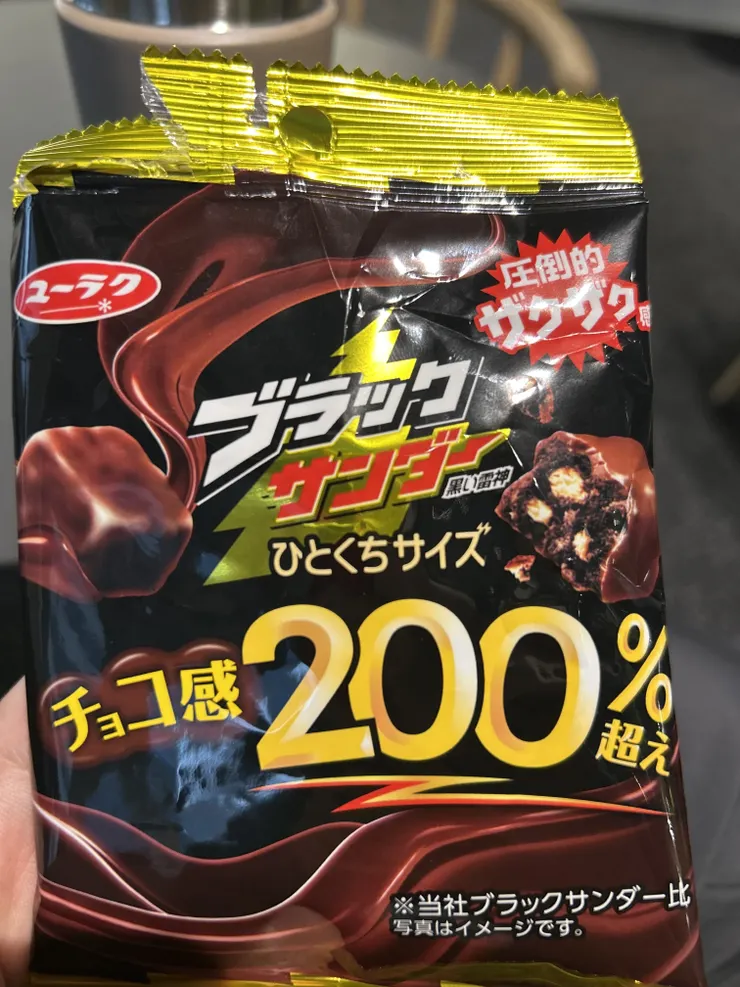 ユーラク
圧倒的
ザクザク感
ブラック
サンダー
黒い雷神
ひとくちサイズ
チョコ感200%超え
※当社ブラックサンダー比
写真はイメージです。